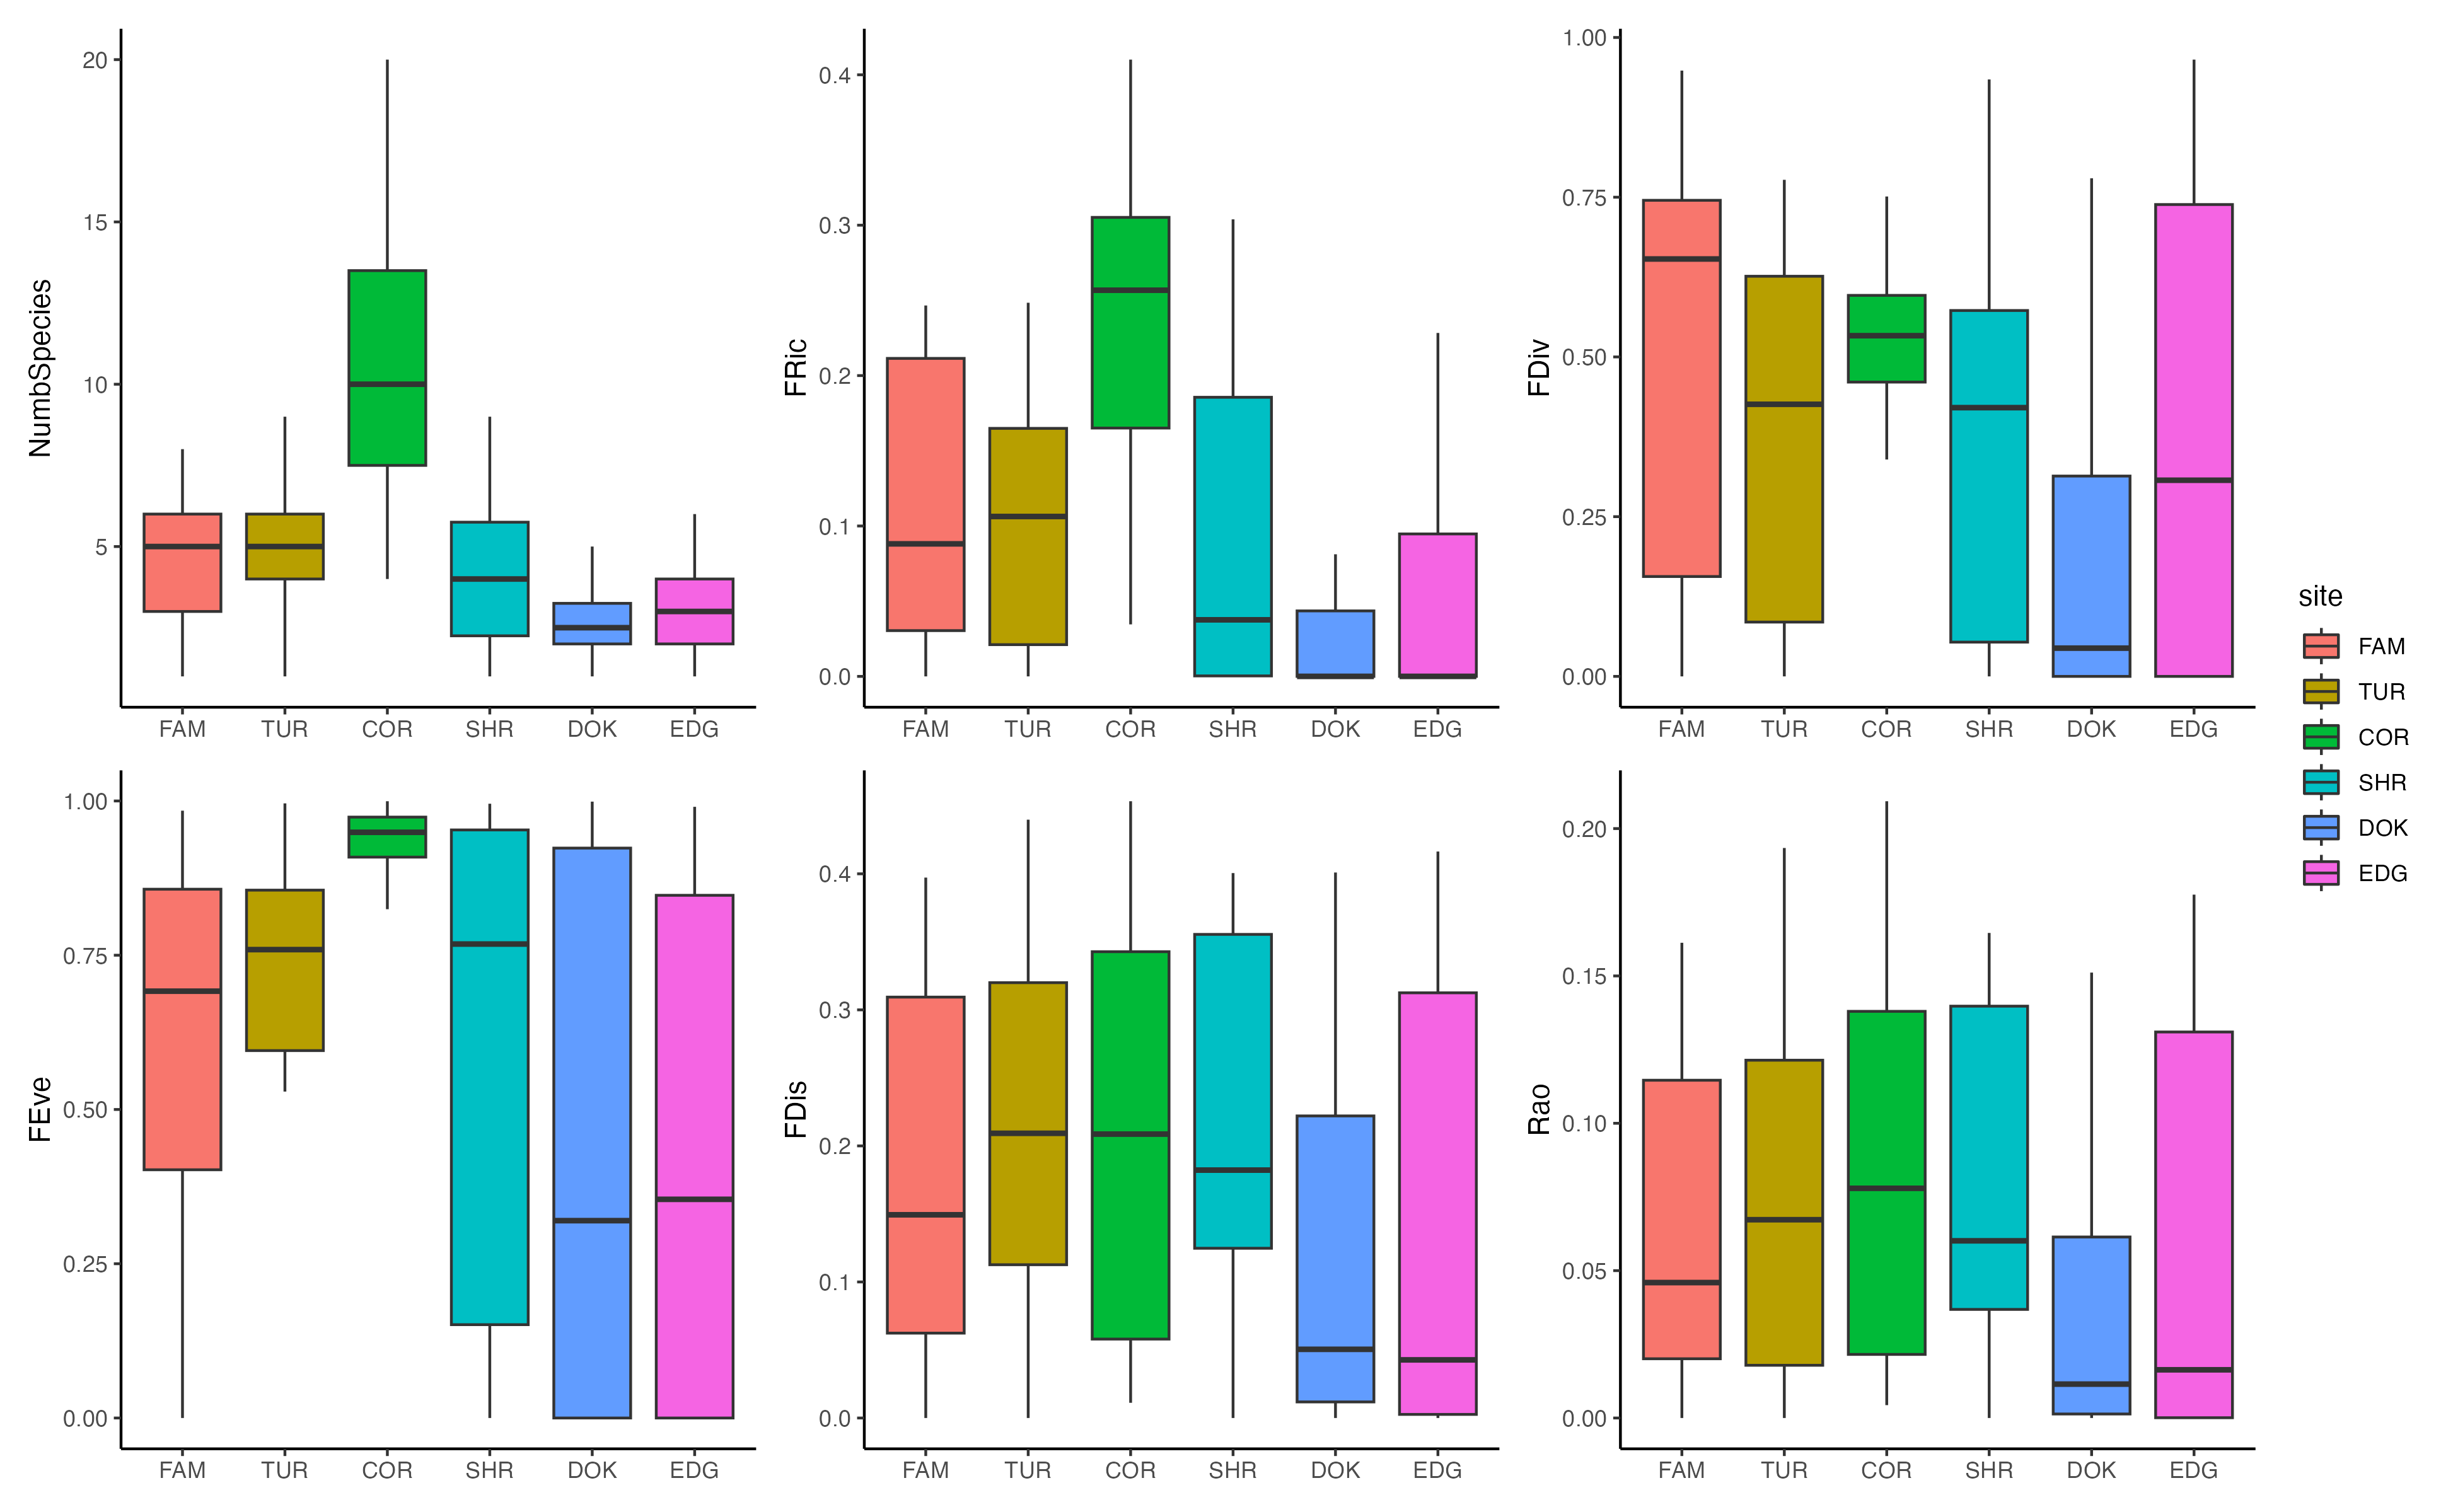 NumbSpecies
20
15
10
5
FAM TUR COR SHR DOK EDG
FRic
0.4
0.3
0.2
0.1
0.0
FAM TUR COR SHR DOK EDG
FDiv
1.00
0.75
0.50
0.25
0.00
FAM TUR COR SHR DOK EDG
FEve
1.00
0.75
0.50
0.25
0.00
FAM TUR COR SHR DOK EDG
FDis
0.4
0.3
0.2
0.1
0.0
FAM TUR COR SHR DOK EDG
Rao
0.20
0.15
0.10
0.05
0.00
FAM TUR COR SHR DOK EDG
site
FAM
TUR
COR
SHR
DOK
EDG